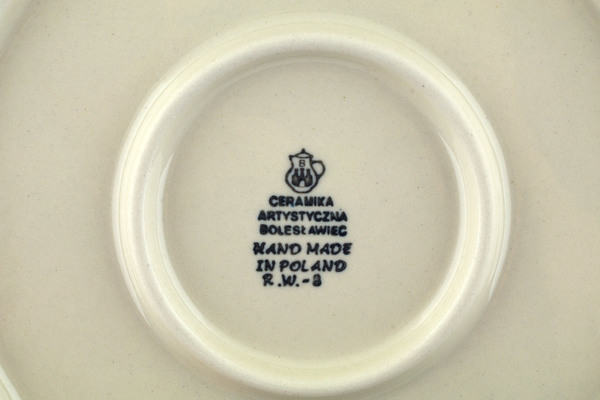 B
CERAMIKA
ARTYSTYCZNA
BOLESŁAWIEC
HAND MADE
IN POLAND
R.W.-8